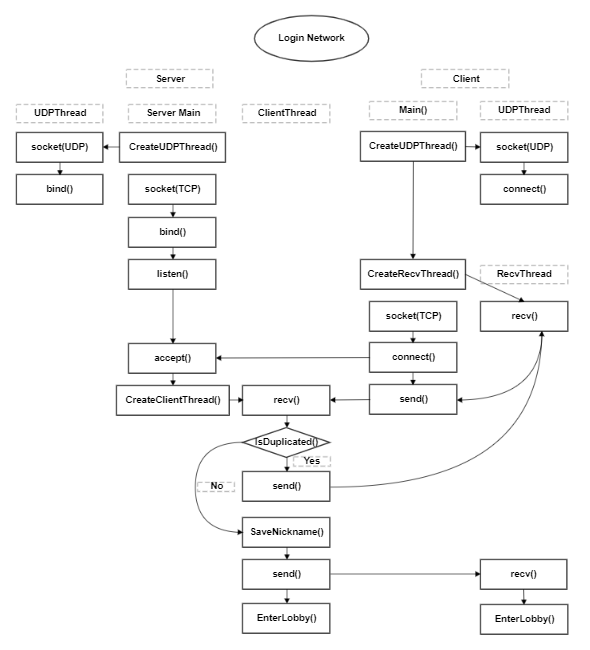 Login Network
Server
Client
UDPThread
Server Main
ClientThread
Main()
UDPThread
socket(UDP)
CreateUDPThread()
CreateUDPThread()
socket(UDP)
bind()
socket(TCP)
connect()
bind()
listen()
CreateRecvThread()
RecvThread
socket(TCP)
recv()
accept()
connect()
CreateClientThread()
recv()
send()
IsDuplicated()
Yes
No
send()
SaveNickname()
send()
recv()
EnterLobby()
EnterLobby()